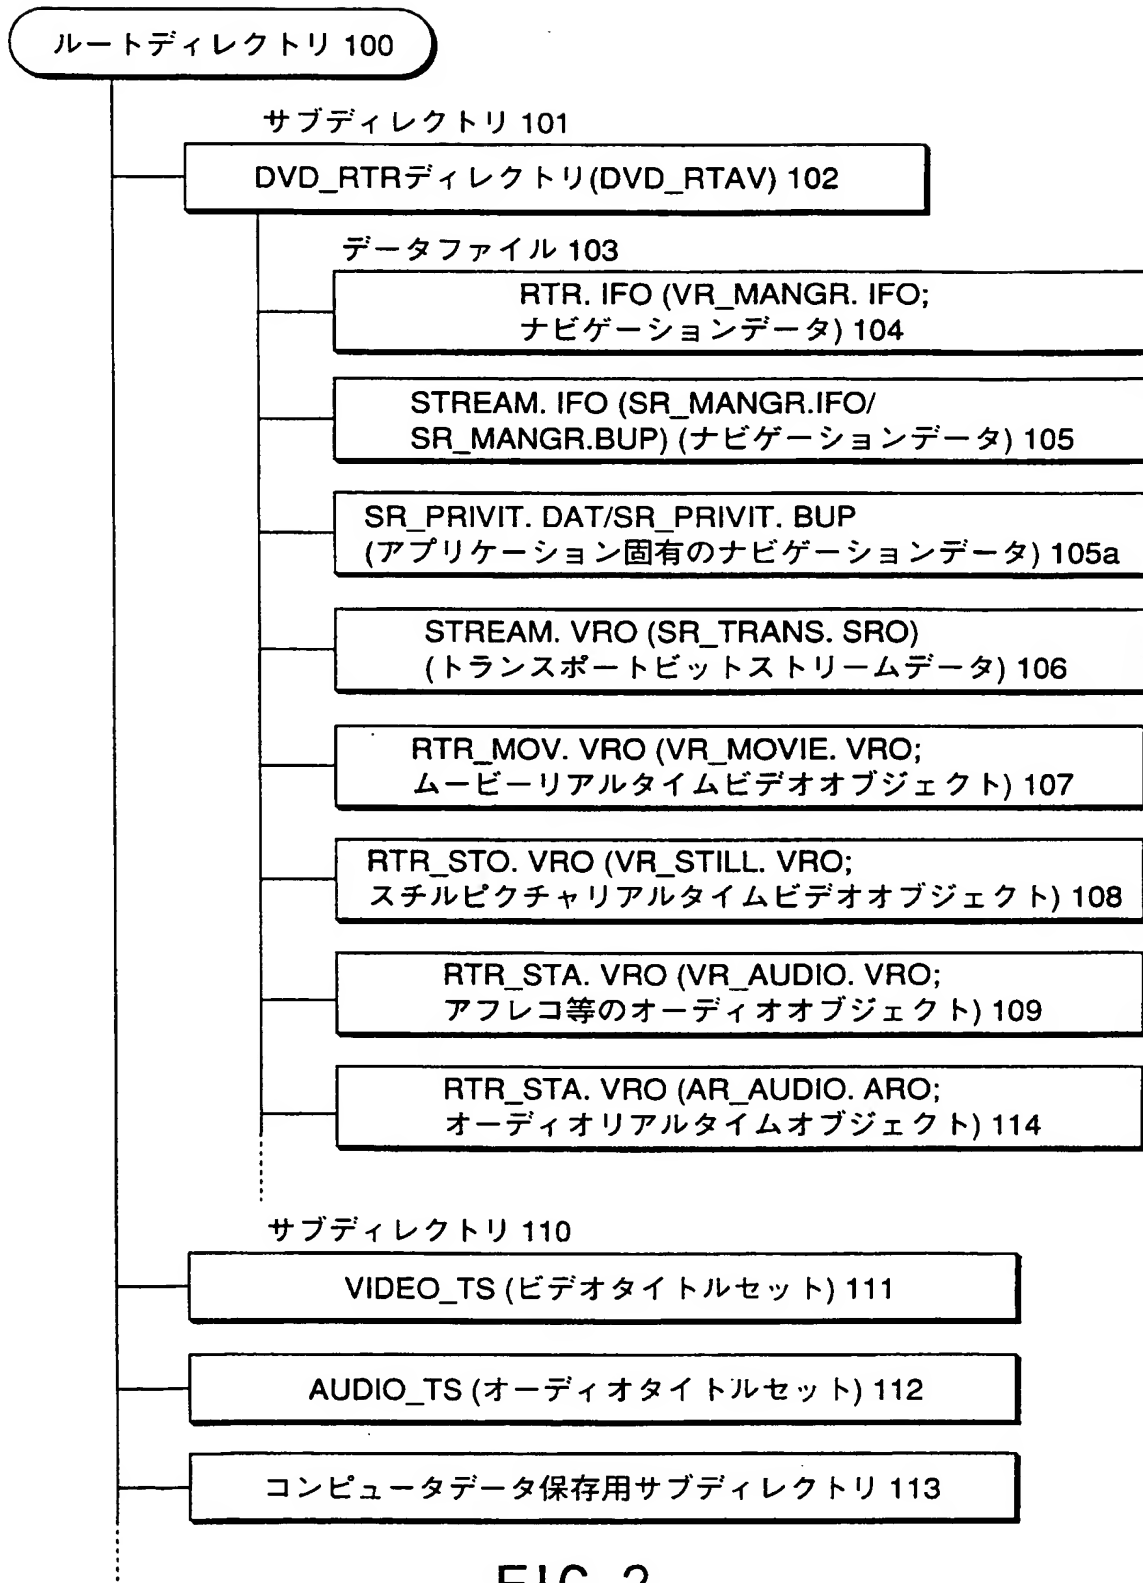 ルートディレクトリ 100
サブディレクトリ 101
DVD_RTRディレクトリ(DVD_RTAV) 102
データファイル 103
RTR. IFO (VR_MANGR. IFO;
ナビゲーションデータ) 104
STREAM. IFO (SR_MANGR.IFO/
SR_MANGR.BUP) (ナビゲーションデータ) 105
SR_PRIVIT. DAT/SR_PRIVIT. BUP
(アプリケーション固有のナビゲーションデータ) 105a
STREAM. VRO (SR_TRANS. SRO)
(トランスポートビットストリームデータ) 106
RTR_MOV. VRO (VR_MOVIE. VRO;
ムービーリアルタイムビデオオブジェクト) 107
RTR_STO. VRO (VR_STILL. VRO;
スチルピクチャリアルタイムビデオオブジェクト) 108
RTR_STA. VRO (VR_AUDIO. VRO;
アフレコ等のオーディオオブジェクト) 109
RTR_STA. VRO (AR_AUDIO. ARO;
オーディオリアルタイムオブジェクト) 114
サブディレクトリ 110
VIDEO_TS (ビデオタイトルセット) 111
AUDIO_TS (オーディオタイトルセット) 112
コンピュータデータ保存用サブディレクトリ 113
FIG. 2